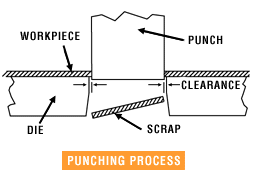 WORKPIECE
PUNCH
CLEARANCE
DIE
SCRAP
PUNCHING PROCESS